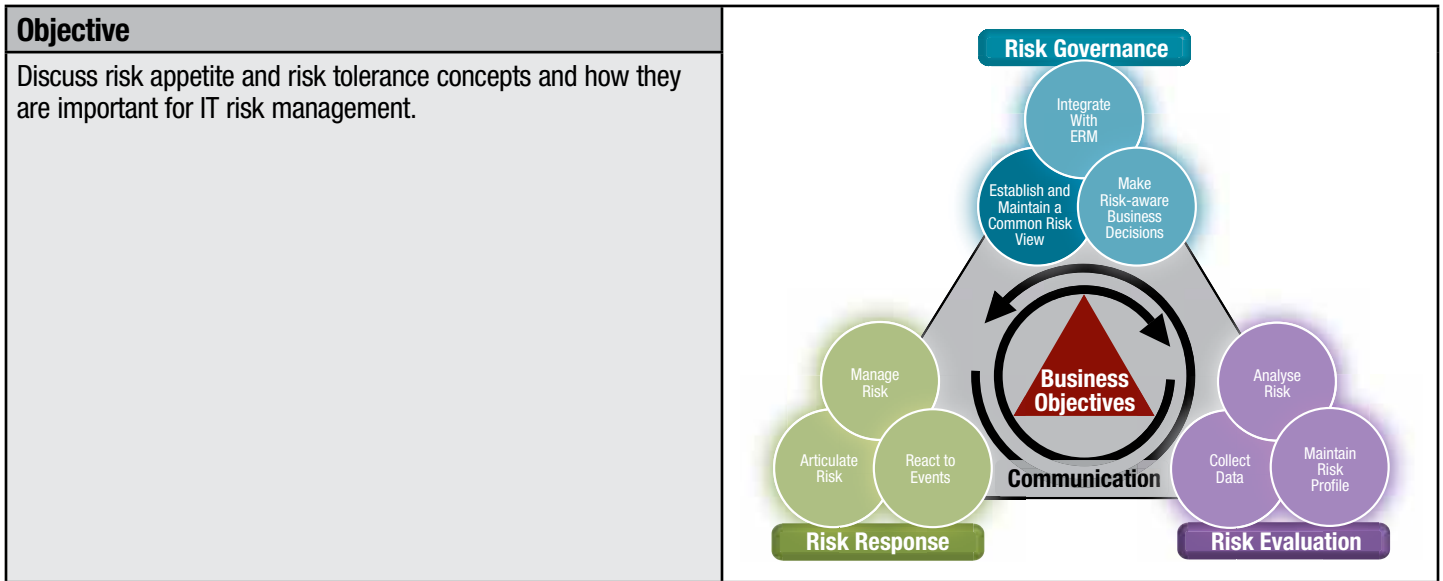 Objective
Discuss risk appetite and risk tolerance concepts and how they
are important for IT risk management.
Risk Governance
Integrate
With
ERM
Establish and
Maintain a
Common Risk
View
Make
Risk-aware
Business
Decisions
Manage
Risk
Articulate
Risk
React to
Events
Business
Objectives
Communication
Analyse
Risk
Collect
Data
Maintain
Risk
Profile
Risk Response
Risk Evaluation